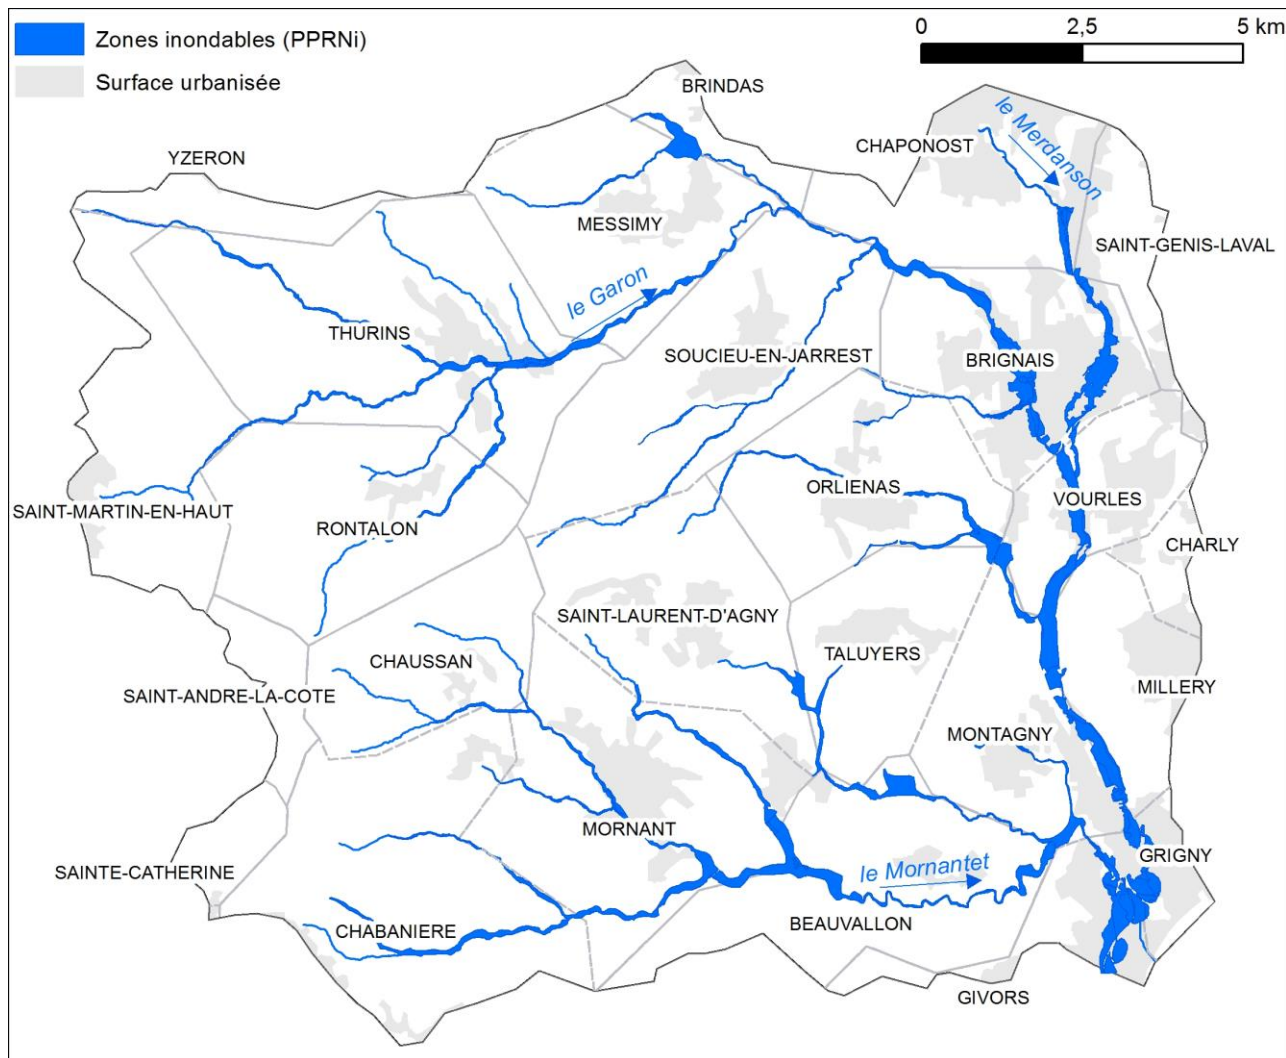 Zones inondables (PPRNi)
Surface urbanisée
0 2,5 5 km
BRINDAS
CHAPONOST
le Merdanson
YZERON
MESSIMY
SAINT-GENIS-LAVAL
le Garon
THURINS
SOUCIEU-EN-JARREST
BRIGNAIS
ORLIENAS
VOURLES
SAINT-MARTIN-EN-HAUT
RONTALON
CHARLY
SAINT-LAURENT-D'AGNY
CHAUSSAN
TALUYERS
SAINT-ANDRE-LA-COTE
MILLERY
MONTAGNY
MORNANT
GRIGNY
SAINTE-CATHERINE
le Mornantet
CHABANIERE
BEAUVALLON
GIVORS